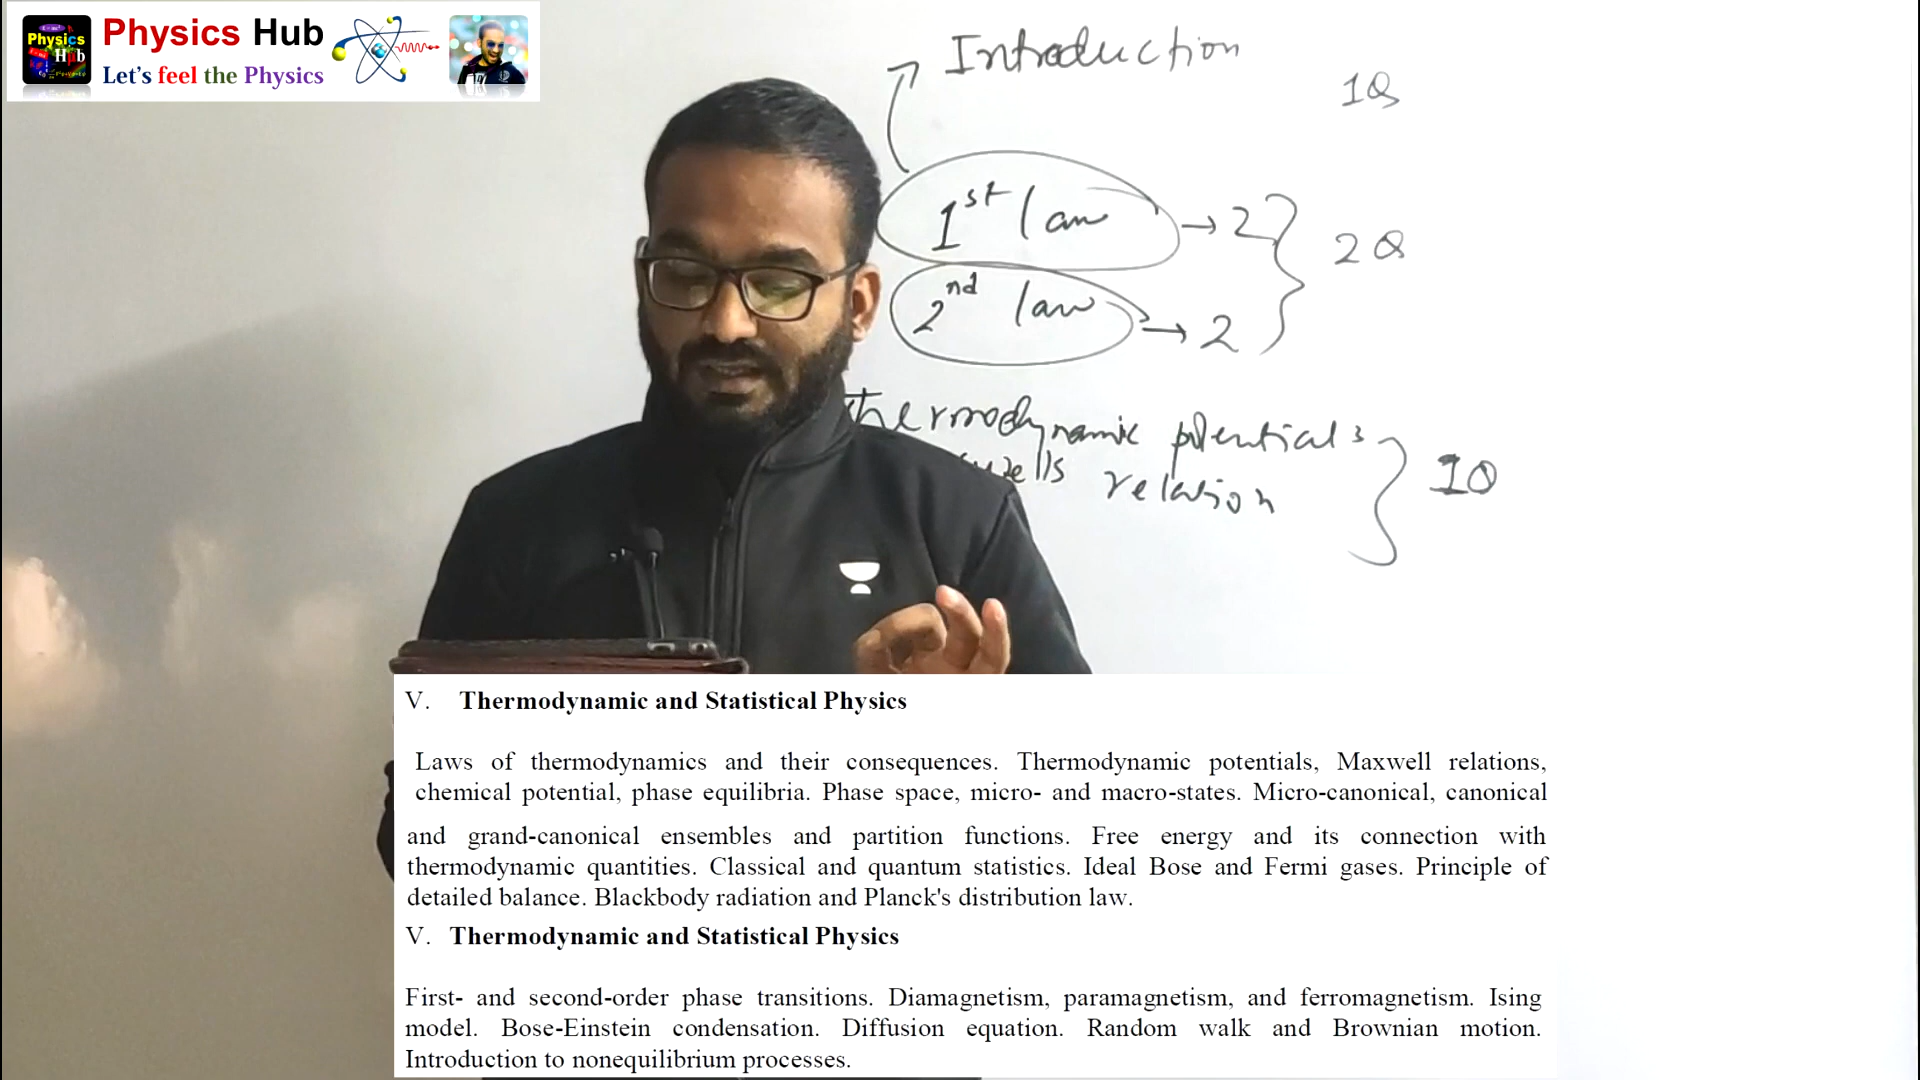 Physics Hub
Physics Hub
Let's feel the Physics
Introduction
1Q
1st law → 2
2Q
2nd law → 2
Thermodynamic potentials
wells relation
1Q
V. Thermodynamic and Statistical Physics
Laws of thermodynamics and their consequences. Thermodynamic potentials, Maxwell relations,
chemical potential, phase equilibria. Phase space, micro- and macro-states. Micro-canonical, canonical
and grand-canonical ensembles and partition functions. Free energy and its connection with
thermodynamic quantities. Classical and quantum statistics. Ideal Bose and Fermi gases. Principle of
detailed balance. Blackbody radiation and Planck's distribution law.
V. Thermodynamic and Statistical Physics
First- and second-order phase transitions. Diamagnetism, paramagnetism, and ferromagnetism. Ising
model. Bose-Einstein condensation. Diffusion equation. Random walk and Brownian motion.
Introduction to nonequilibrium processes.